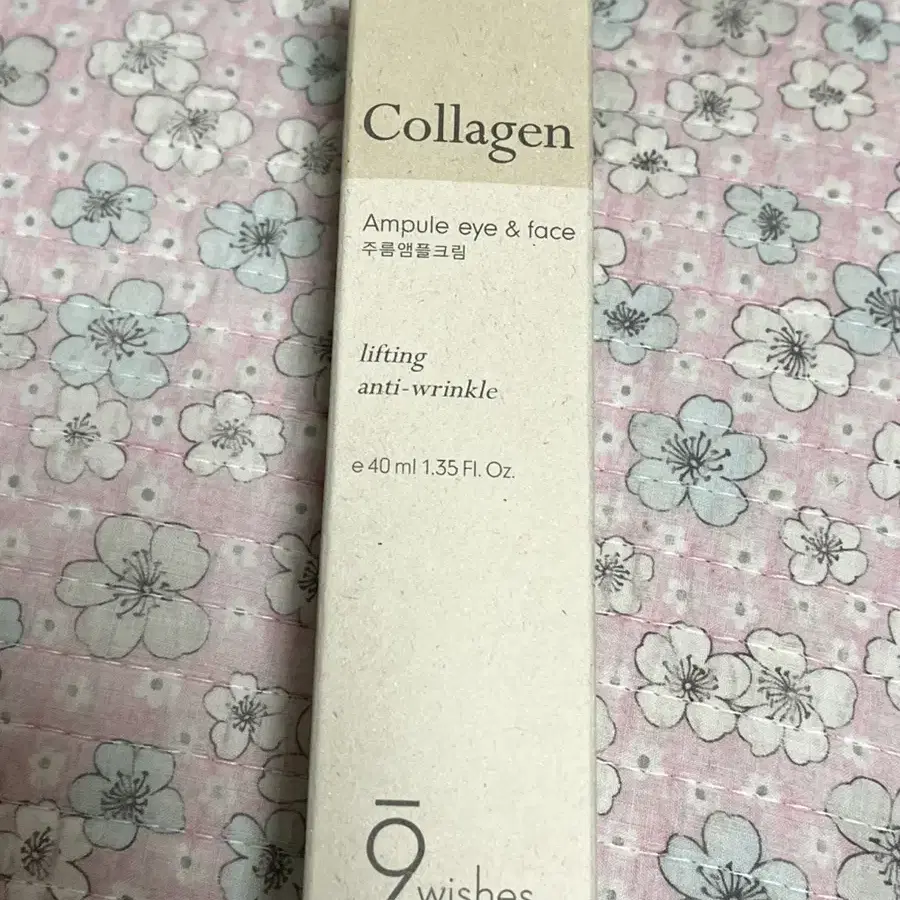 Collagen
Ampule eye & face
주름앰플크림
lifting
anti-wrinkle
e 40 ml 1.35 Fl. Oz.
9
wishes